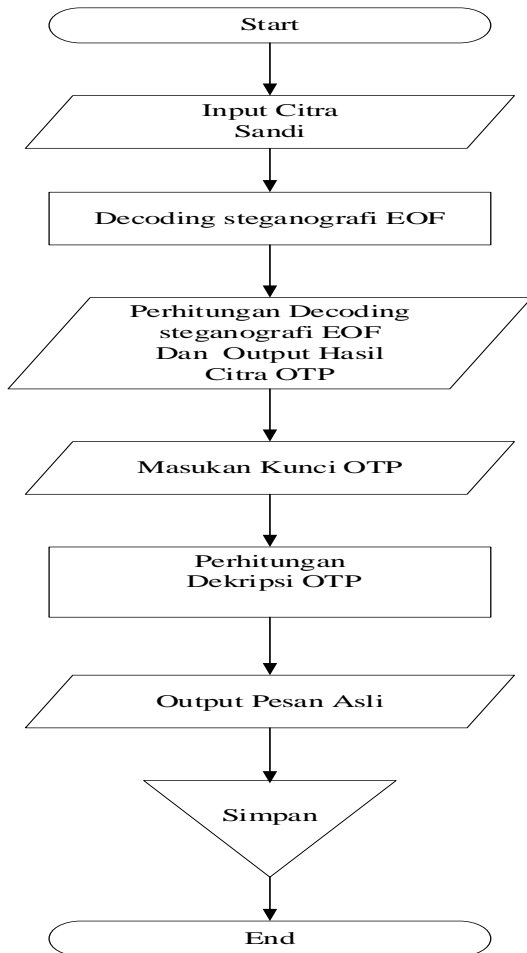 Start
Input Citra
Sandi
Decoding steganografi EOF
Perhitungan Decoding
steganografi EOF
Dan Output Hasil
Citra OTP
Masukan Kunci OTP
Perhitungan
Dekripsi OTP
Output Pesan Asli
Simpan
End